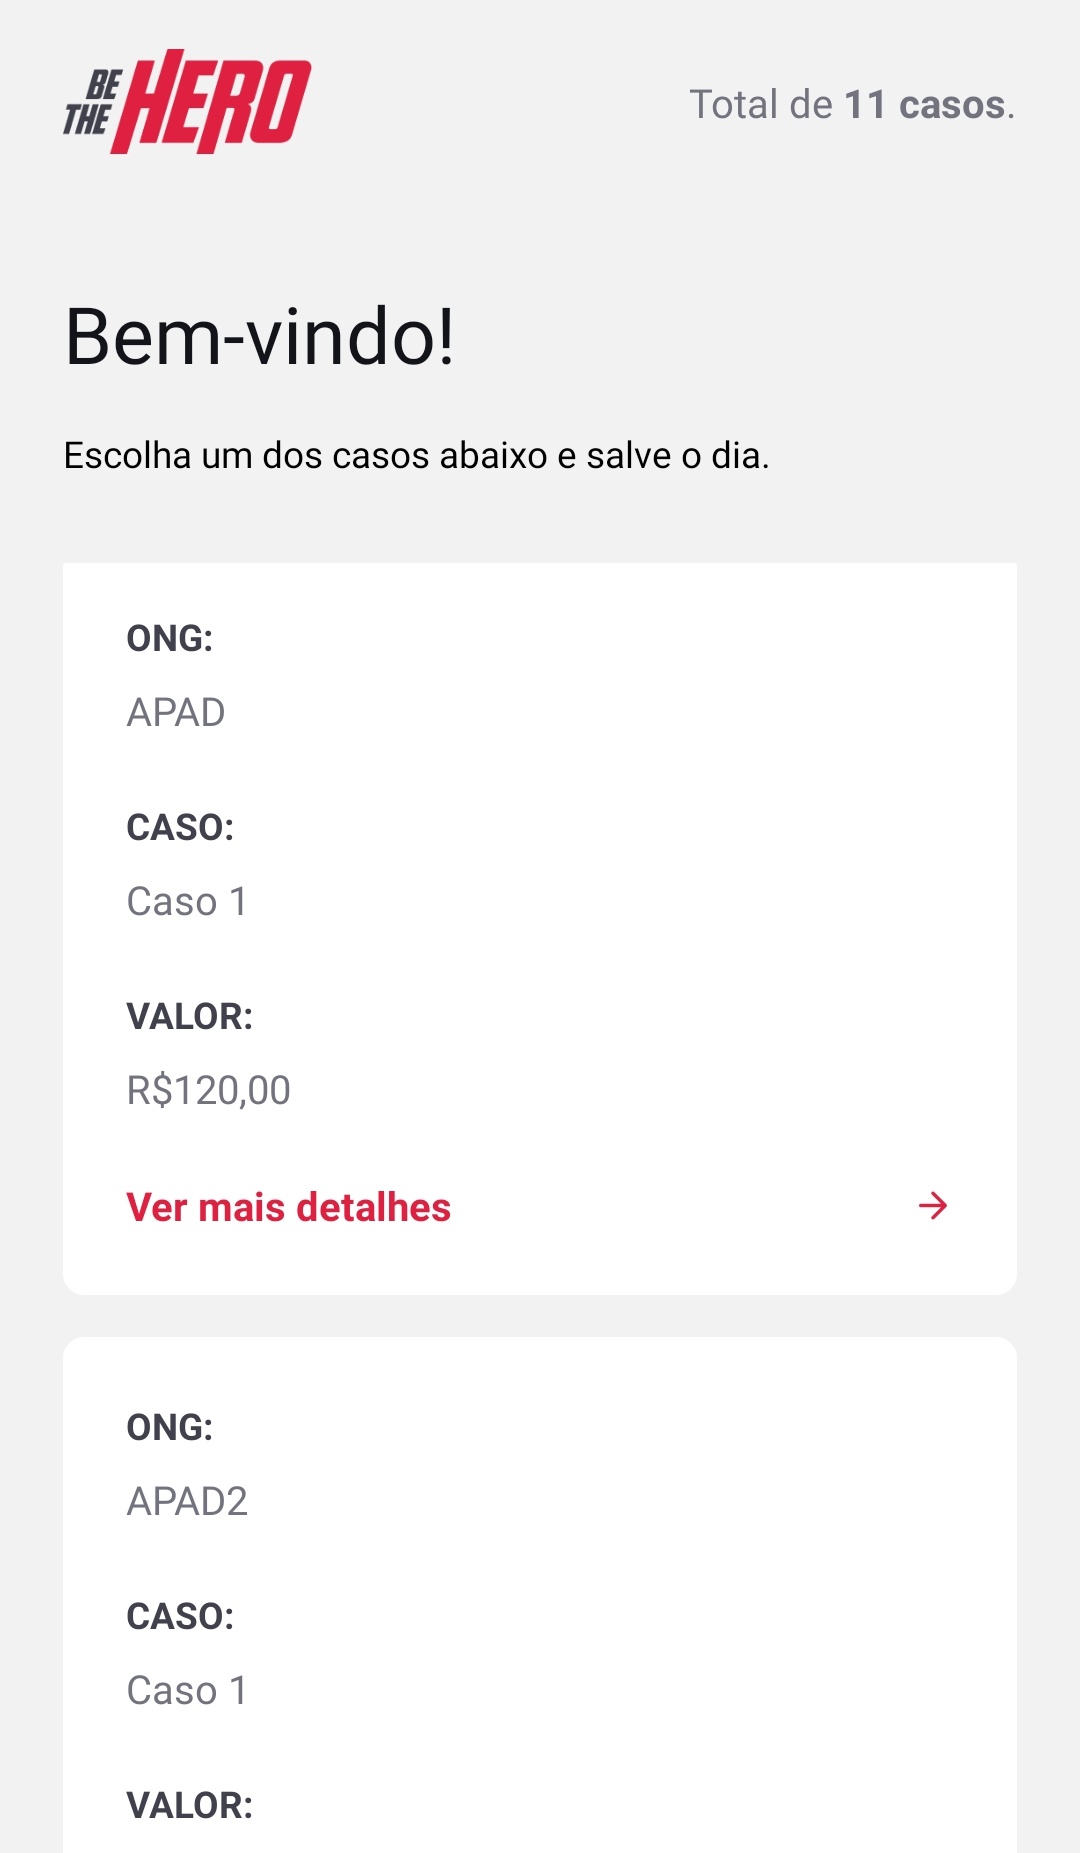 BE THE HERO
Total de 11 casos.
Bem-vindo!
Escolha um dos casos abaixo e salve o dia.
ONG:
APAD
CASO:
Caso 1
VALOR:
R$120,00
Ver mais detalhes
ONG:
APAD2
CASO:
Caso 1
VALOR: